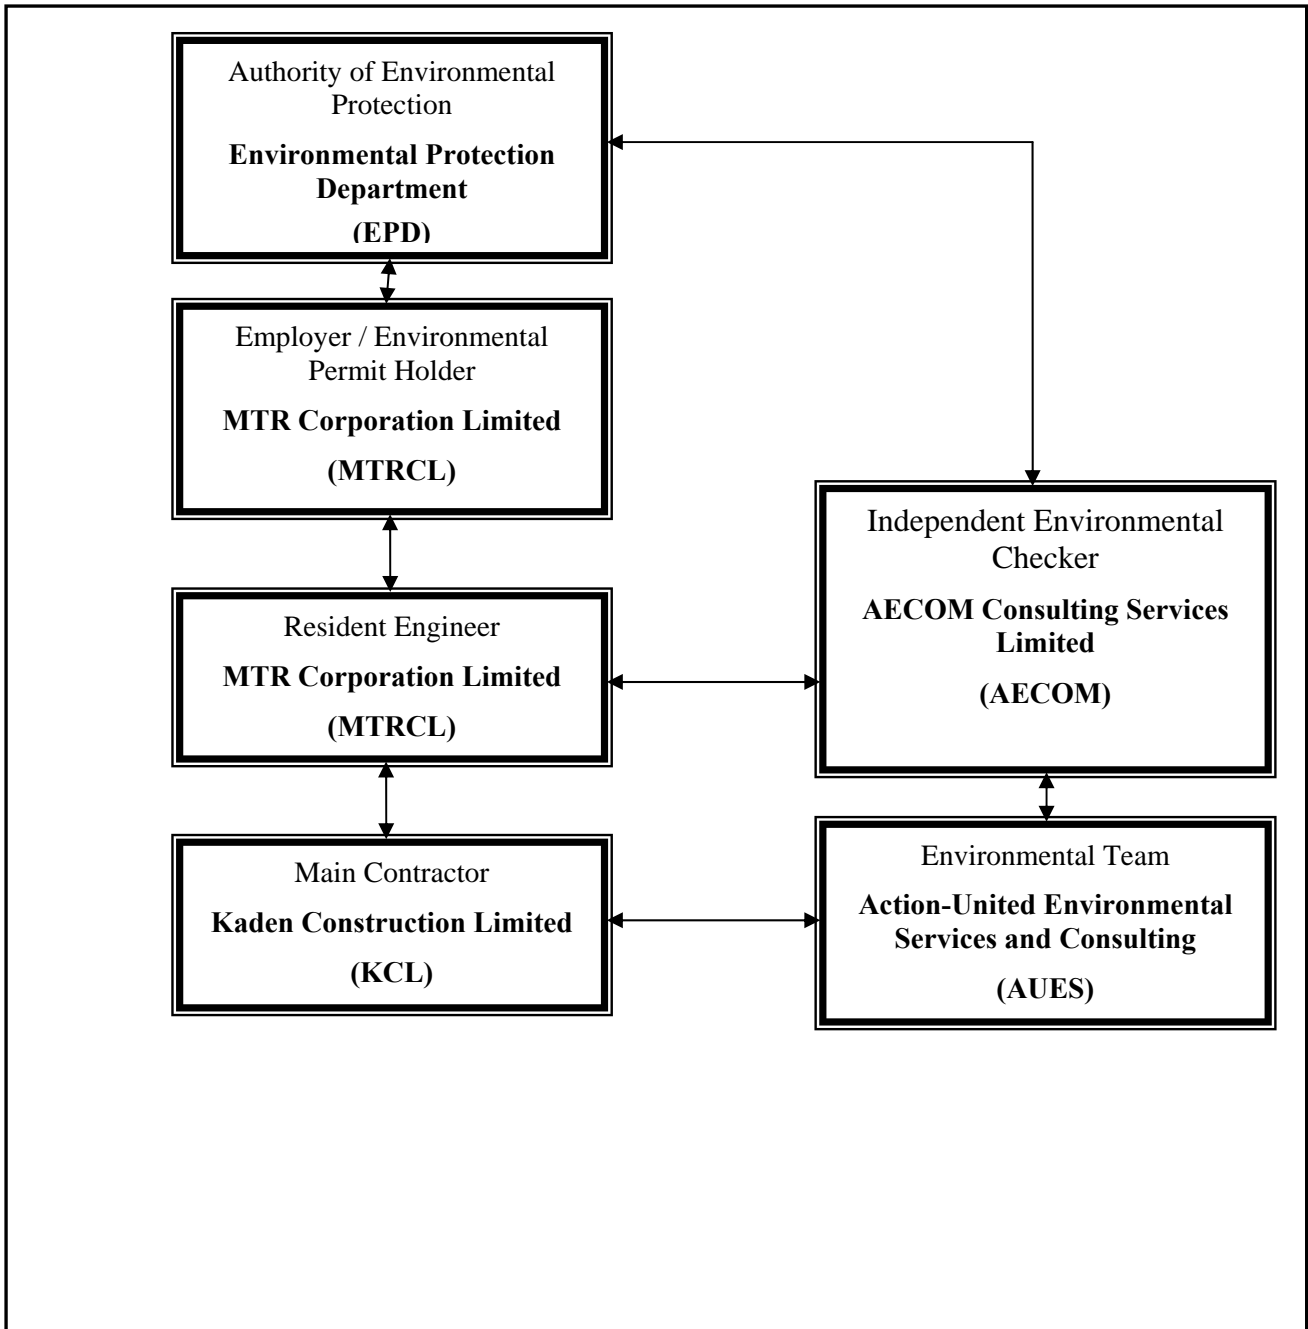 Authority of Environmental
Protection
Environmental Protection
Department
(EPD)
Employer / Environmental
Permit Holder
MTR Corporation Limited
(MTRCL)
Independent Environmental
Checker
AECOM Consulting Services
Limited
(AECOM)
Resident Engineer
MTR Corporation Limited
(MTRCL)
Main Contractor
Kaden Construction Limited
(KCL)
Environmental Team
Action-United Environmental
Services and Consulting
(AUES)